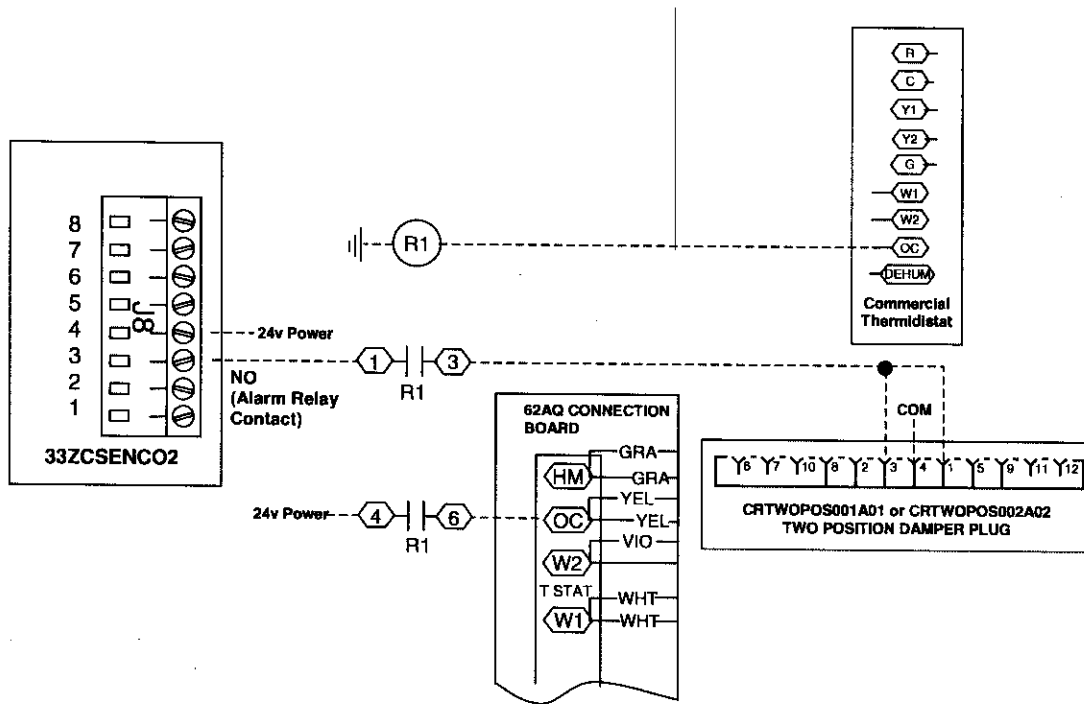 R
C
Y1
Y2
G
W1
W2
OC
DEHUM
Commercial
Thermidistat
8
7
6
5
4
3
2
1
J8
33ZCSENCO2
R1
24v Power
NO
(Alarm Relay
Contact)
1
3
R1
COM
62AQ CONNECTION
BOARD
GRA
HM
GRA
YEL
OC
YEL
VIO
W2
T STAT
WHT
W1
WHT
24v Power
4
6
R1
6 7 10 8 2 3 4 1 5 9 11 12
CRTWOPOS001A01 or CRTWOPOS002A02
TWO POSITION DAMPER PLUG